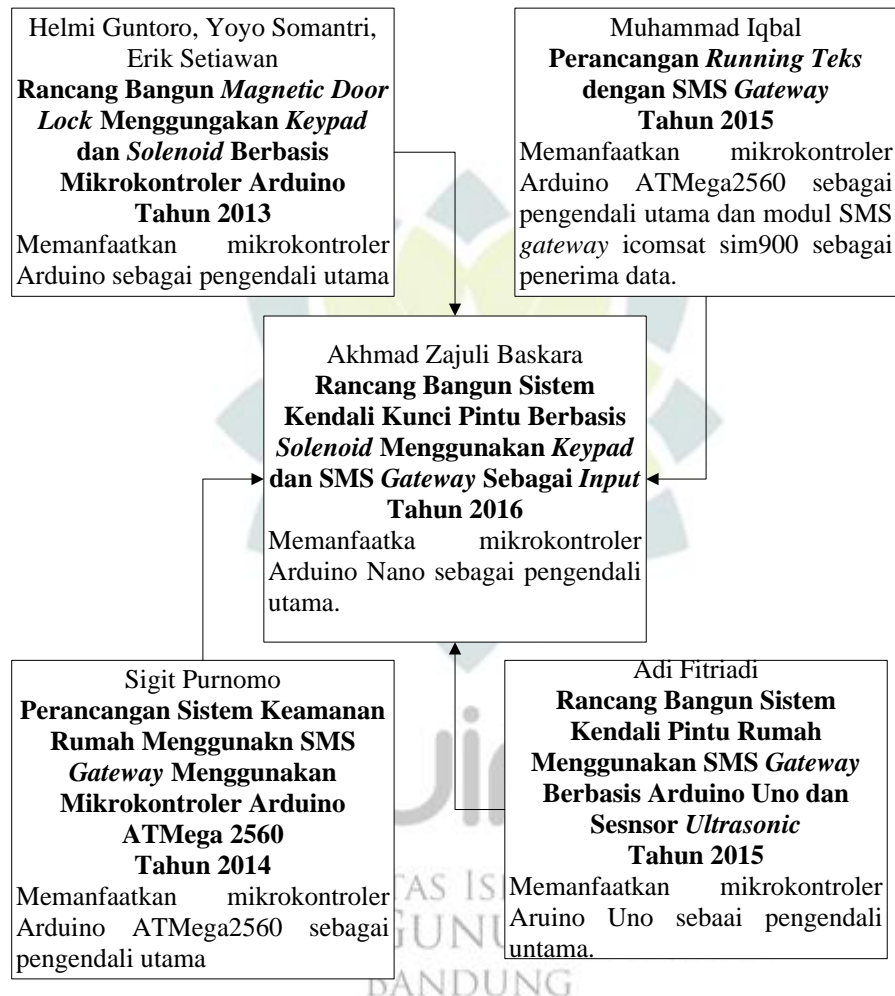 Helmi Guntoro, Yoyo Somantri,
Erik Setiawan
Rancang Bangun Magnetic Door
Lock Menggungakan Keypad
dan Solenoid Berbasis
Mikrokontroler Arduino
Tahun 2013
Memanfaatkan mikrokontroler
Arduino sebagai pengendali utama
Muhammad Iqbal
Perancangan Running Teks
dengan SMS Gateway
Tahun 2015
Memanfaatkan mikrokontroler
Arduino ATMega2560 sebagai
pengendali utama dan modul SMS
gateway icomsat sim900 sebagai
penerima data.
Akhmad Zajuli Baskara
Rancang Bangun Sistem
Kendali Kunci Pintu Berbasis
Solenoid Menggunakan Keypad
dan SMS Gateway Sebagai Input
Tahun 2016
Memanfaatka mikrokontroler
Arduino Nano sebagai pengendali
utama.
Sigit Purnomo
Perancangan Sistem Keamanan
Rumah Menggunakn SMS
Gateway Menggunakan
Mikrokontroler Arduino
ATMega 2560
Tahun 2014
Memanfaatkan mikrokontroler
Arduino ATMega2560 sebagai
pengendali utama
Adi Fitriadi
Rancang Bangun Sistem
Kendali Pintu Rumah
Menggunakan SMS Gateway
Berbasis Arduino Uno dan
Sesnsor Ultrasonic
Tahun 2015
Memanfaatkan mikrokontroler
Aruino Uno sebaai pengendali
untama.
BANDUNG